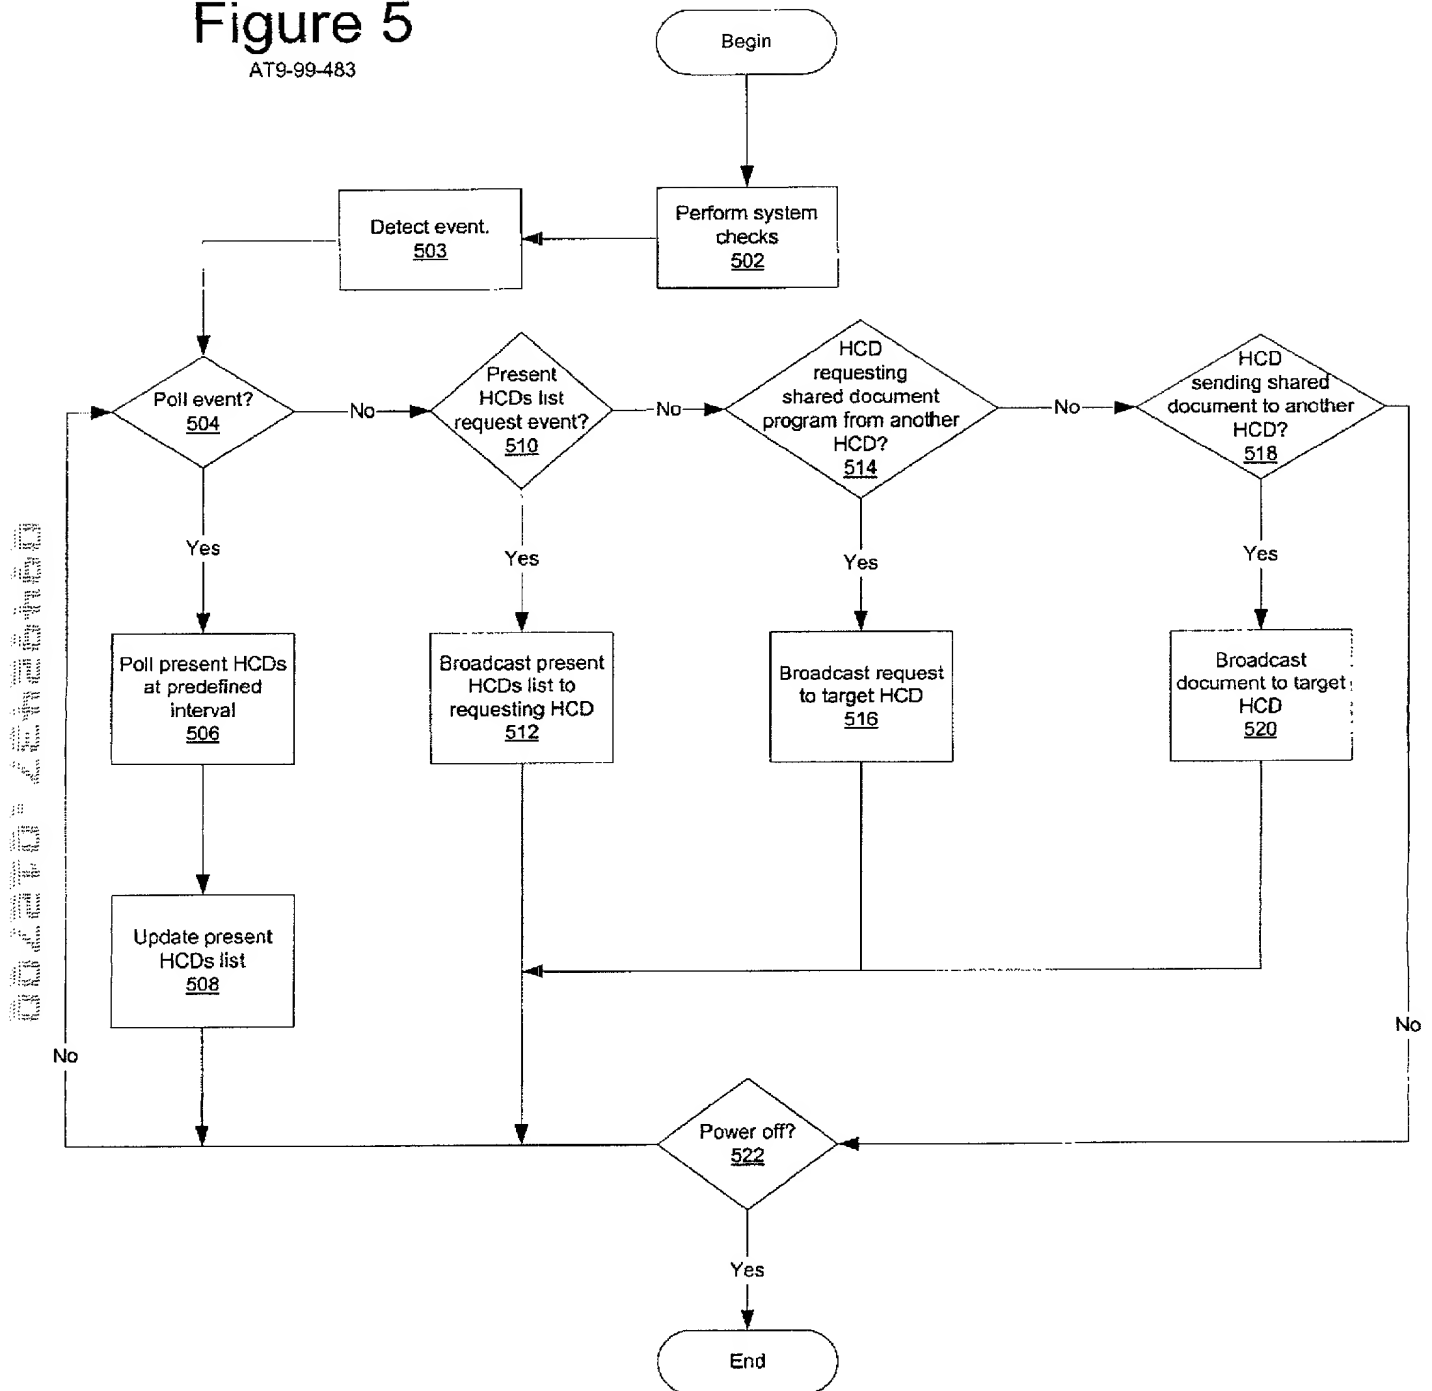 Figure 5
AT9-99-483
Begin
Perform system
checks
502
Detect event.
503
Poll event?
504
No
Present
HCDs list
request event?
510
No
HCD
requesting
shared document
program from another
HCD?
514
No
HCD
sending shared
document to another
HCD?
518
Yes
Yes
Yes
Yes
Poll present HCDs
at predefined
interval
506
Broadcast present
HCDs list to
requesting HCD
512
Broadcast request
to target HCD
516
Broadcast
document to target
HCD
520
Update present
HCDs list
508
No
No
Power off?
522
Yes
End